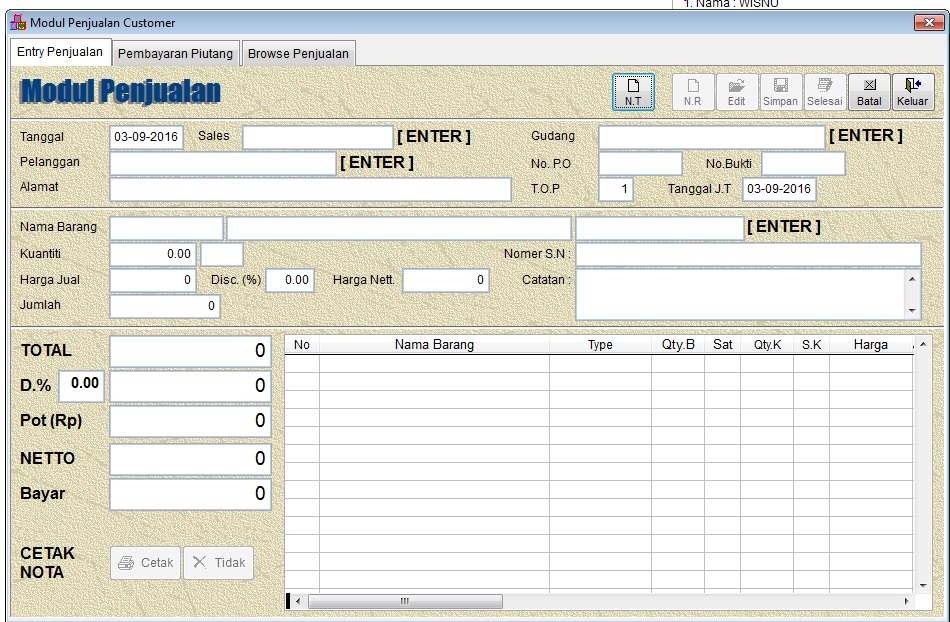 1. Nama : WISNU
Modul Penjualan Customer
Entry Penjualan Pembayaran Piutang Browse Penjualan
Modul Penjualan
N.T N.R Edit Simpan Selesai Batal Keluar
Tanggal 03-09-2016 Sales [ ENTER ] Gudang [ ENTER ]
Pelanggan [ ENTER ] No. P.O No.Bukti
Alamat T.O.P 1 Tanggal J.T 03-09-2016
Nama Barang [ ENTER ]
Kuantiti 0.00 Nomer S.N :
Harga Jual 0 Disc. (%) 0.00 Harga Nett. 0 Catatan :
Jumlah 0
TOTAL 0
D.% 0.00 0
Pot (Rp) 0
NETTO 0
Bayar 0
CETAK
NOTA
Cetak Tidak
No Nama Barang Type Qty.B Sat Qty.K S.K Harga